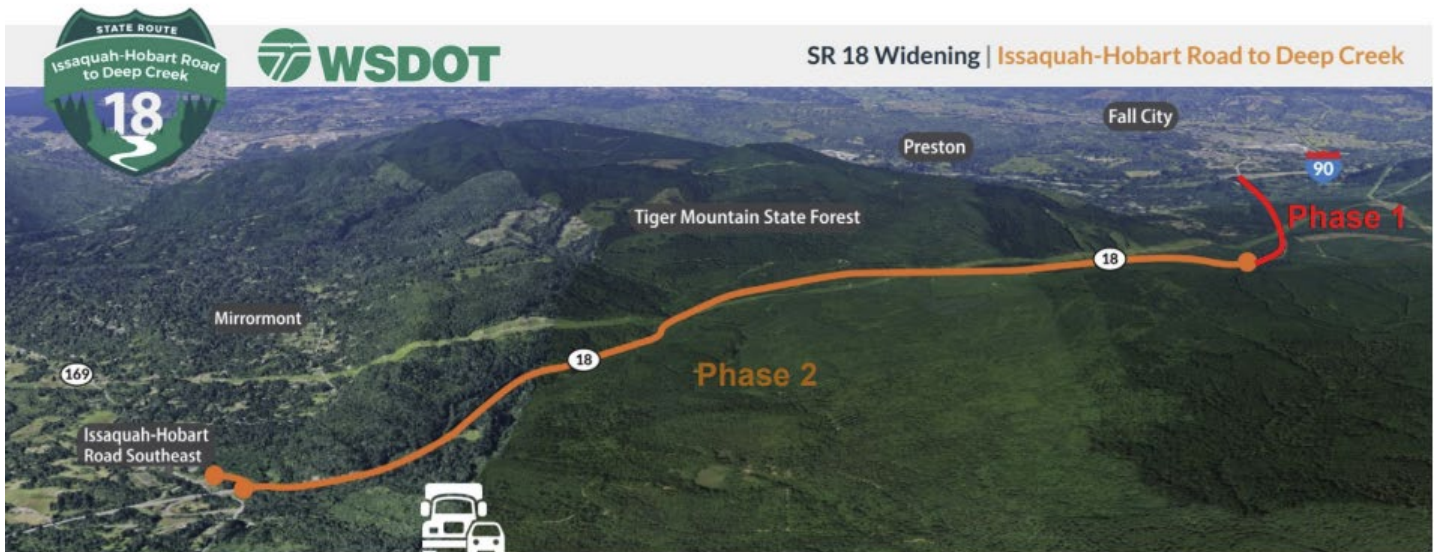 STATE ROUTE
Issaquah-Hobart Road
to Deep Creek
18
WSDOT
SR 18 Widening | Issaquah-Hobart Road to Deep Creek
Fall City
Preston
90
Phase 1
Tiger Mountain State Forest
18
Mirrormont
18
169
Phase 2
Issaquah-Hobart
Road Southeast